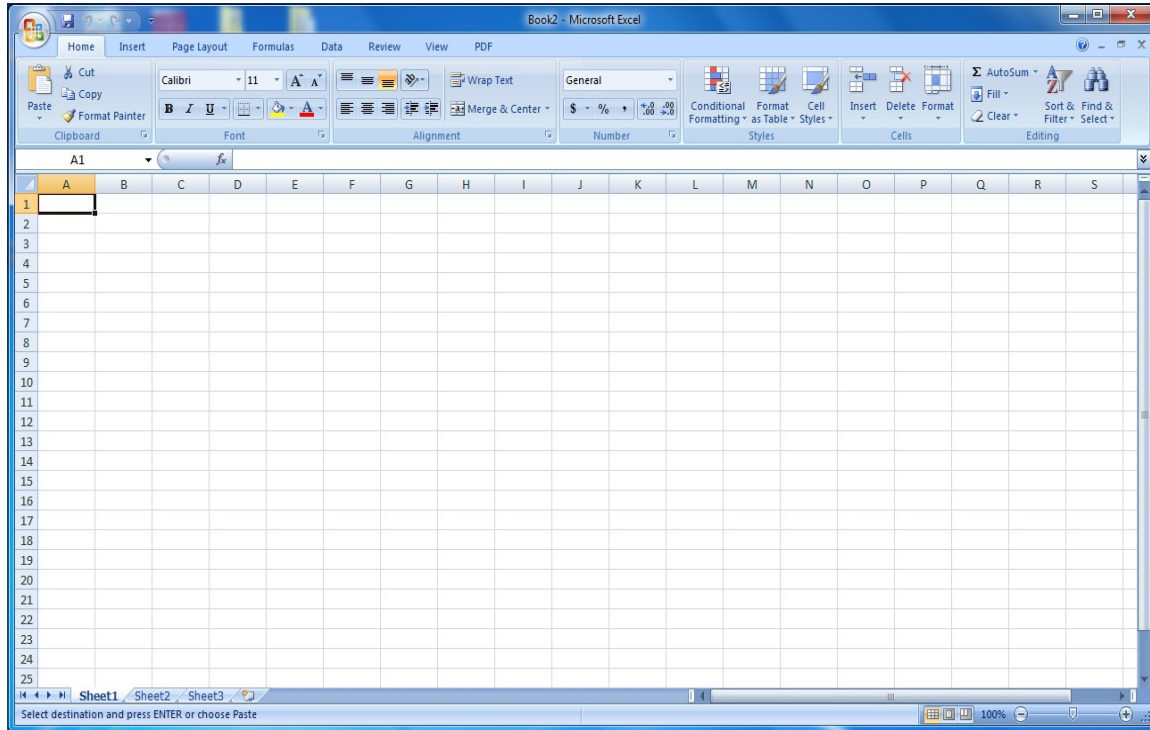 Book2 - Microsoft Excel
Home Insert Page Layout Formulas Data Review View PDF
Cut
Copy
Paste
Format Painter
Clipboard
Calibri 11 A A
B I U A
Font
Wrap Text
Merge & Center
Alignment
General
$ % , .0 .00 .00 .0
Number
Conditional Formatting
Format as Table
Cell Styles
Styles
Insert Delete Format
Cells
Σ AutoSum
Fill
Clear
Sort & Filter
Find & Select
Editing
A1 fx
A B C D E F G H I J K L M N O P Q R S
1
2
3
4
5
6
7
8
9
10
11
12
13
14
15
16
17
18
19
20
21
22
23
24
25
Sheet1 Sheet2 Sheet3
Select destination and press ENTER or choose Paste 100%